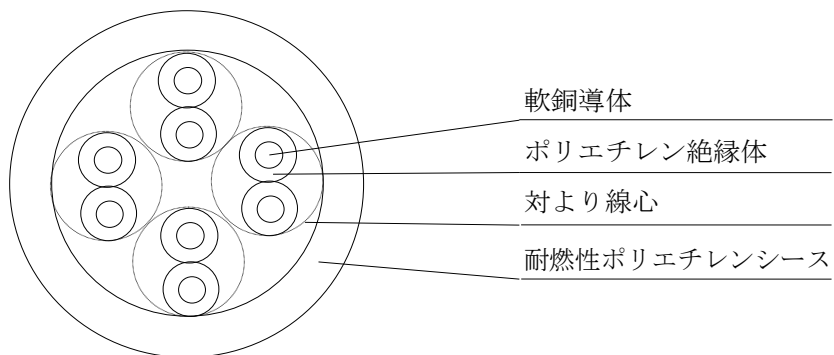 軟銅導体
ポリエチレン絶縁体
対より線心
耐燃性ポリエチレンシース